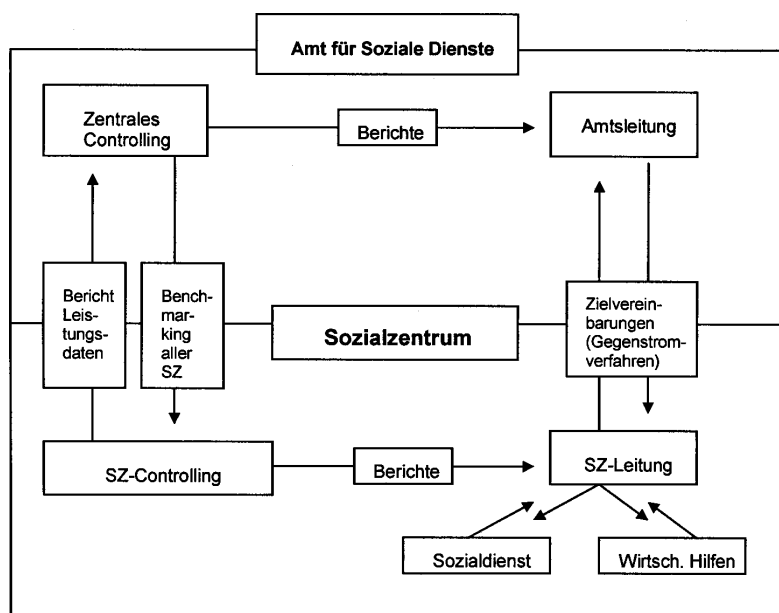 Amt für Soziale Dienste
Zentrales
Controlling
Berichte
Amtsleitung
Bericht
Leis-
tungs-
daten
Bench-
mar-
king
aller
SZ
Sozialzentrum
Zielverein-
barungen
(Gegenstrom-
verfahren)
SZ-Controlling
Berichte
SZ-Leitung
Sozialdienst
Wirtsch. Hilfen